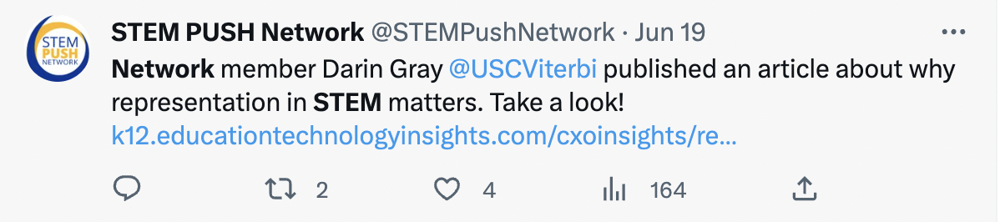 STEM
PUSH
NETWORK
STEM PUSH Network @STEMPushNetwork · Jun 19
Network member Darin Gray @USCViterbi published an article about why
representation in STEM matters. Take a look!
k12.educationtechnologyinsights.com/cxoinsights/re...
2 4 164